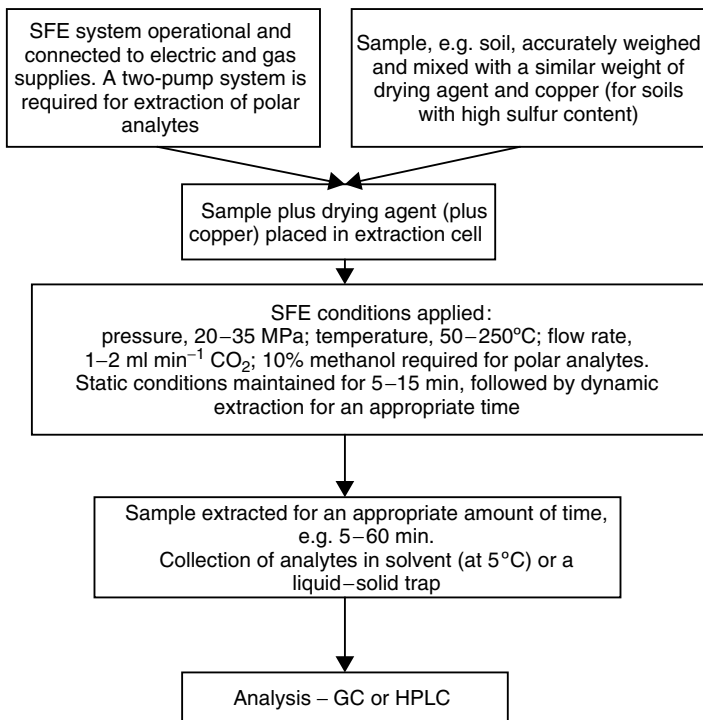 SFE system operational and
connected to electric and gas
supplies. A two-pump system is
required for extraction of polar
analytes
Sample, e.g. soil, accurately weighed
and mixed with a similar weight of
drying agent and copper (for soils
with high sulfur content)
Sample plus drying agent (plus
copper) placed in extraction cell
SFE conditions applied:
pressure, 20–35 MPa; temperature, 50–250°C; flow rate,
1–2 ml min⁻¹ CO₂; 10% methanol required for polar analytes.
Static conditions maintained for 5–15 min, followed by dynamic
extraction for an appropriate time
Sample extracted for an appropriate amount of time,
e.g. 5–60 min.
Collection of analytes in solvent (at 5°C) or a
liquid–solid trap
Analysis – GC or HPLC